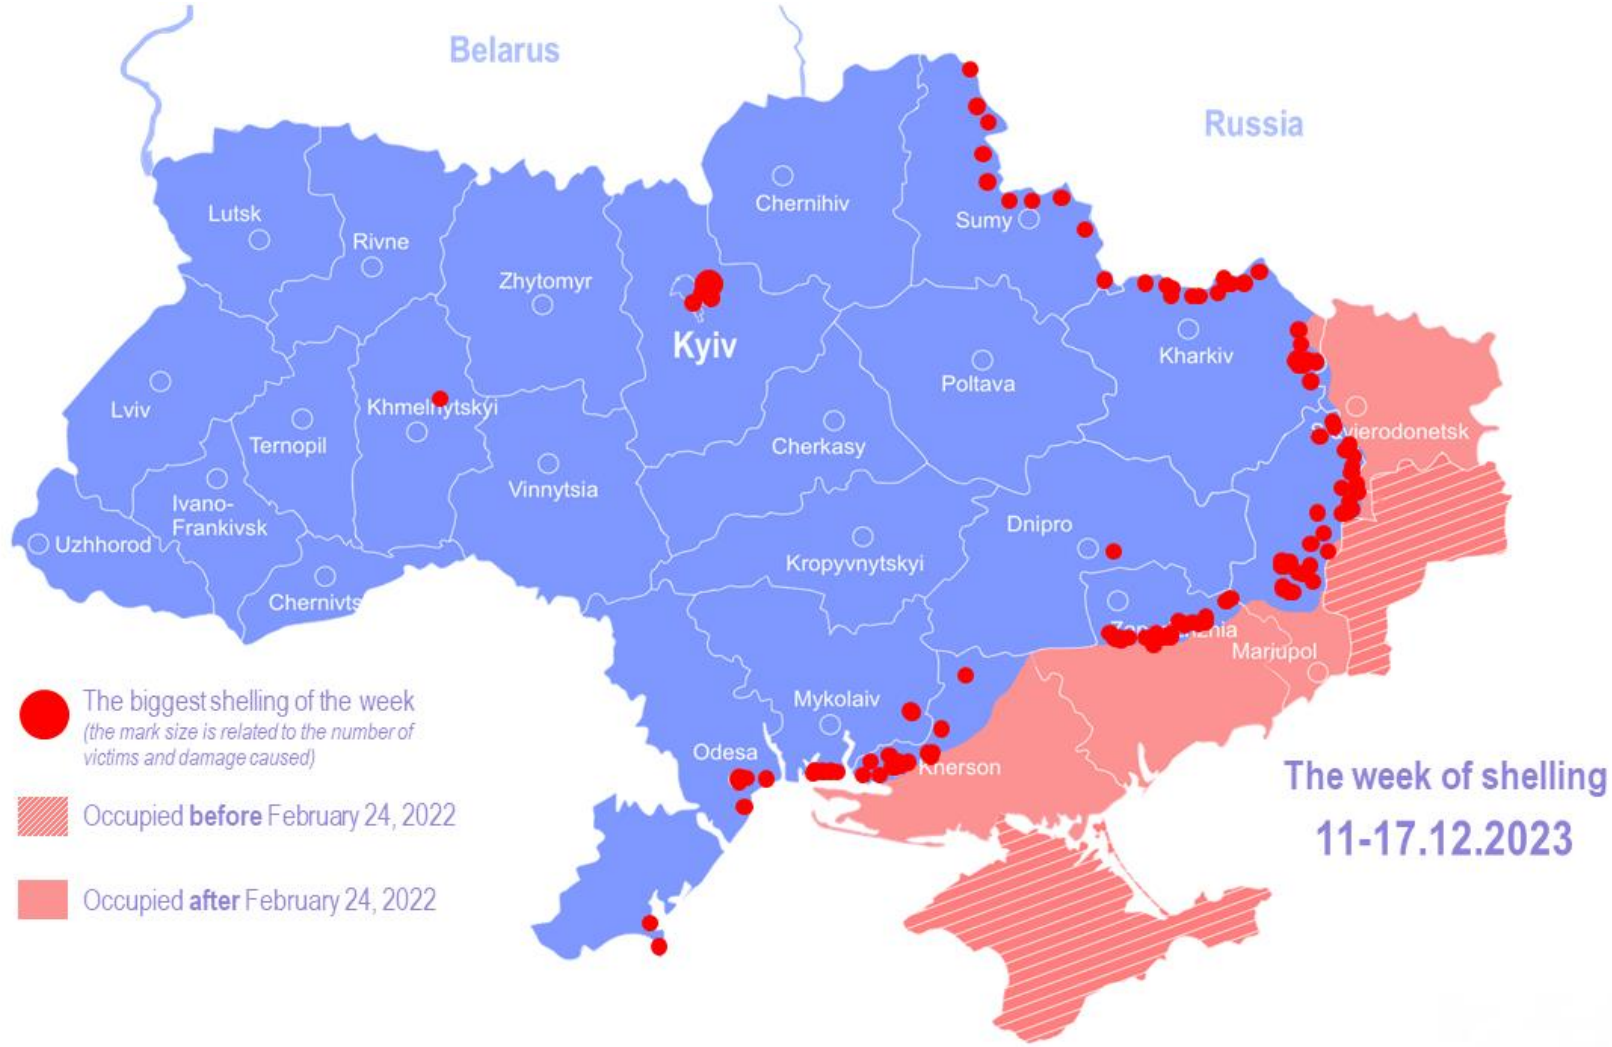 Belarus
Russia
Chernihiv
Lutsk
Sumy
Rivne
Zhytomyr
Kyiv
Kharkiv
Poltava
Lviv
Khmelnytskyi
Ternopil
Cherkasy
Vinnytsia
Ivano-
Frankivsk
Dnipro
Uzhhorod
Kropyvnytskyi
Chernivts
Mariupol
Mykolaiv
Odesa
Kherson
The biggest shelling of the week
(the mark size is related to the number of
victims and damage caused)
Occupied before February 24, 2022
Occupied after February 24, 2022
The week of shelling
11-17.12.2023